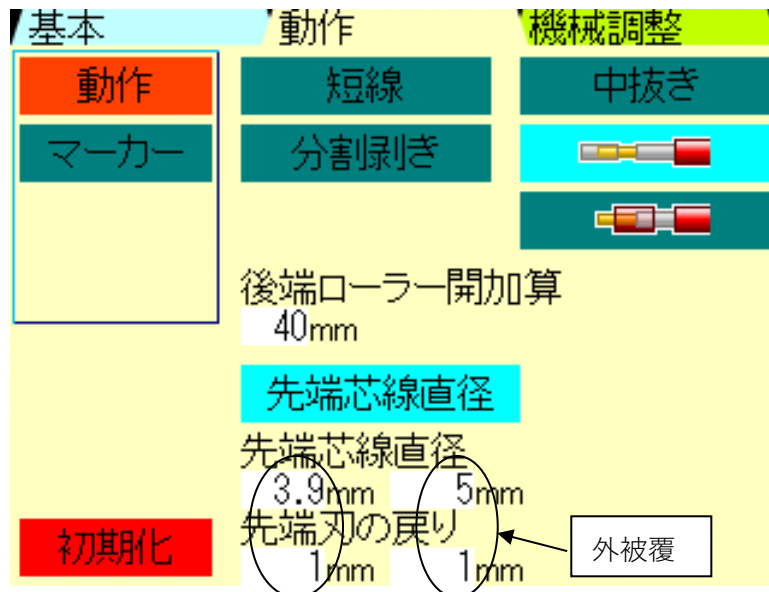 基本 動作 機械調整
動作 短線 中抜き
マーカー 分割剥き
後端ローラー開加算
40mm
先端芯線直径
先端芯線直径
3.9mm 5mm
先端刃の戻り
初期化 外被覆
1mm 1mm